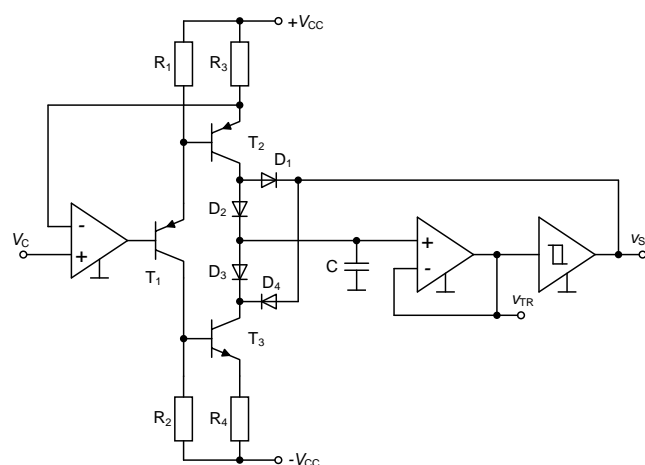 +VCC
R1
R3
T2
D1
D2
VC
-
+
T1
D3
D4
C
+
-
vS
vTR
T3
R2
R4
-VCC